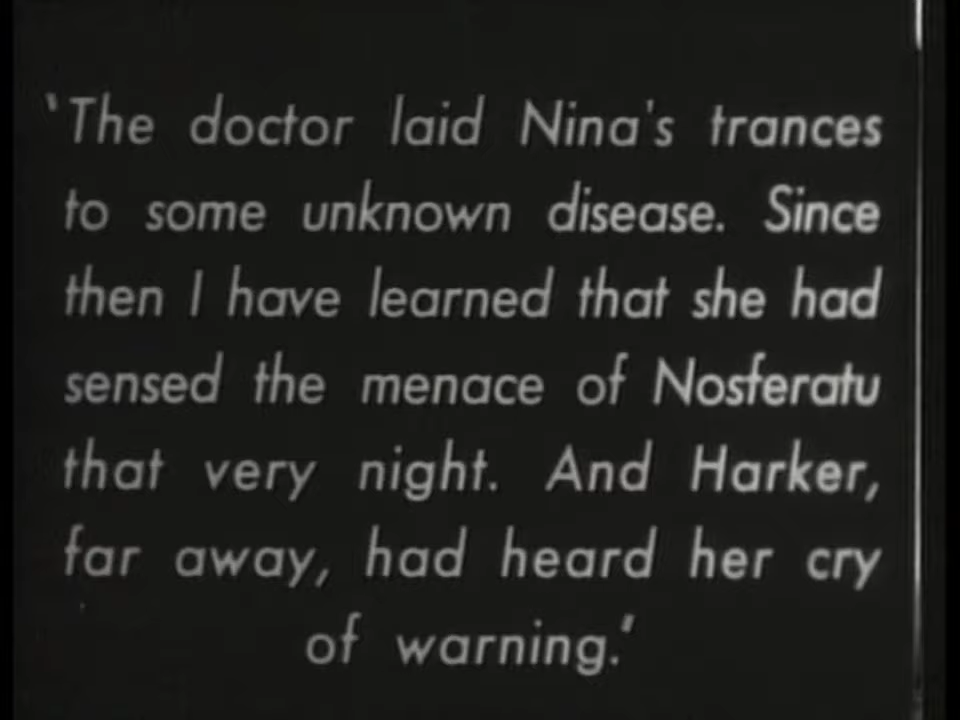 'The doctor laid Nina's trances
to some unknown disease. Since
then I have learned that she had
sensed the menace of Nosferatu
that very night. And Harker,
far away, had heard her cry
of warning.'